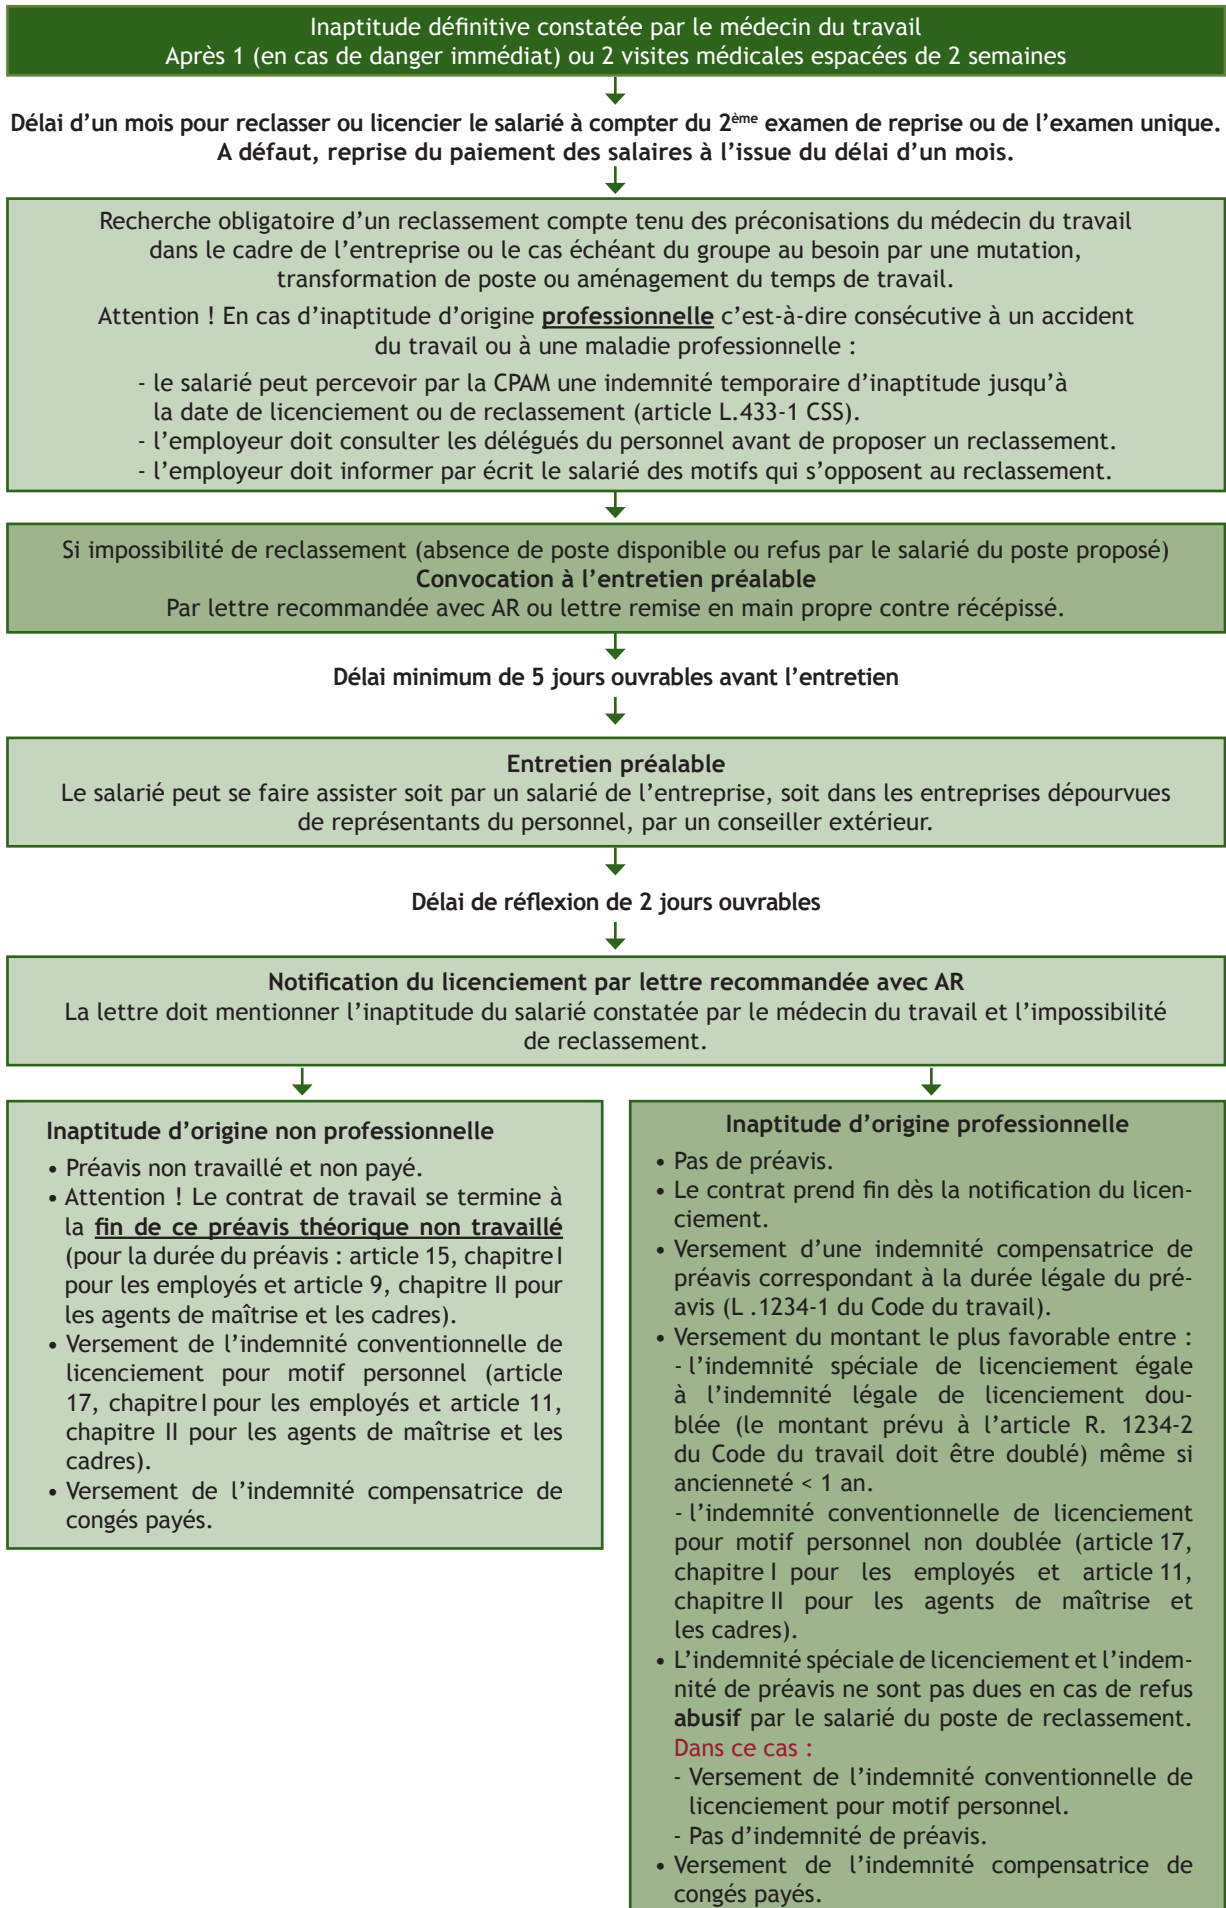 Inaptitude définitive constatée par le médecin du travail
Après 1 (en cas de danger immédiat) ou 2 visites médicales espacées de 2 semaines
Délai d’un mois pour reclasser ou licencier le salarié à compter du 2ème examen de reprise ou de l’examen unique.
A défaut, reprise du paiement des salaires à l’issue du délai d’un mois.
Recherche obligatoire d’un reclassement compte tenu des préconisations du médecin du travail
dans le cadre de l’entreprise ou le cas échéant du groupe au besoin par une mutation,
transformation de poste ou aménagement du temps de travail.
Attention ! En cas d’inaptitude d’origine professionnelle c’est-à-dire consécutive à un accident
du travail ou à une maladie professionnelle :
- le salarié peut percevoir par la CPAM une indemnité temporaire d’inaptitude jusqu’à
la date de licenciement ou de reclassement (article L.433-1 CSS).
- l’employeur doit consulter les délégués du personnel avant de proposer un reclassement.
- l’employeur doit informer par écrit le salarié des motifs qui s’opposent au reclassement.
Si impossibilité de reclassement (absence de poste disponible ou refus par le salarié du poste proposé)
Convocation à l’entretien préalable
Par lettre recommandée avec AR ou lettre remise en main propre contre récépissé.
Délai minimum de 5 jours ouvrables avant l’entretien
Entretien préalable
Le salarié peut se faire assister soit par un salarié de l’entreprise, soit dans les entreprises dépourvues
de représentants du personnel, par un conseiller extérieur.
Délai de réflexion de 2 jours ouvrables
Notification du licenciement par lettre recommandée avec AR
La lettre doit mentionner l’inaptitude du salarié constatée par le médecin du travail et l’impossibilité
de reclassement.
Inaptitude d’origine non professionnelle
• Préavis non travaillé et non payé.
• Attention ! Le contrat de travail se termine à
la fin de ce préavis théorique non travaillé
(pour la durée du préavis : article 15, chapitre I
pour les employés et article 9, chapitre II pour
les agents de maîtrise et les cadres).
• Versement de l’indemnité conventionnelle de
licenciement pour motif personnel (article
17, chapitre I pour les employés et article 11,
chapitre II pour les agents de maîtrise et les
cadres).
• Versement de l’indemnité compensatrice de
congés payés.
Inaptitude d’origine professionnelle
• Pas de préavis.
• Le contrat prend fin dès la notification du licen-
ciement.
• Versement d’une indemnité compensatrice de
préavis correspondant à la durée légale du pré-
avis (L .1234-1 du Code du travail).
• Versement du montant le plus favorable entre :
- l’indemnité spéciale de licenciement égale
à l’indemnité légale de licenciement dou-
blée (le montant prévu à l’article R. 1234-2
du Code du travail doit être doublé) même si
ancienneté < 1 an.
- l’indemnité conventionnelle de licenciement
pour motif personnel non doublée (article 17,
chapitre I pour les employés et article 11,
chapitre II pour les agents de maîtrise et
les cadres).
• L’indemnité spéciale de licenciement et l’indem-
nité de préavis ne sont pas dues en cas de refus
abusif par le salarié du poste de reclassement.
Dans ce cas :
- Versement de l’indemnité conventionnelle de
licenciement pour motif personnel.
- Pas d’indemnité de préavis.
• Versement de l’indemnité compensatrice de
congés payés.